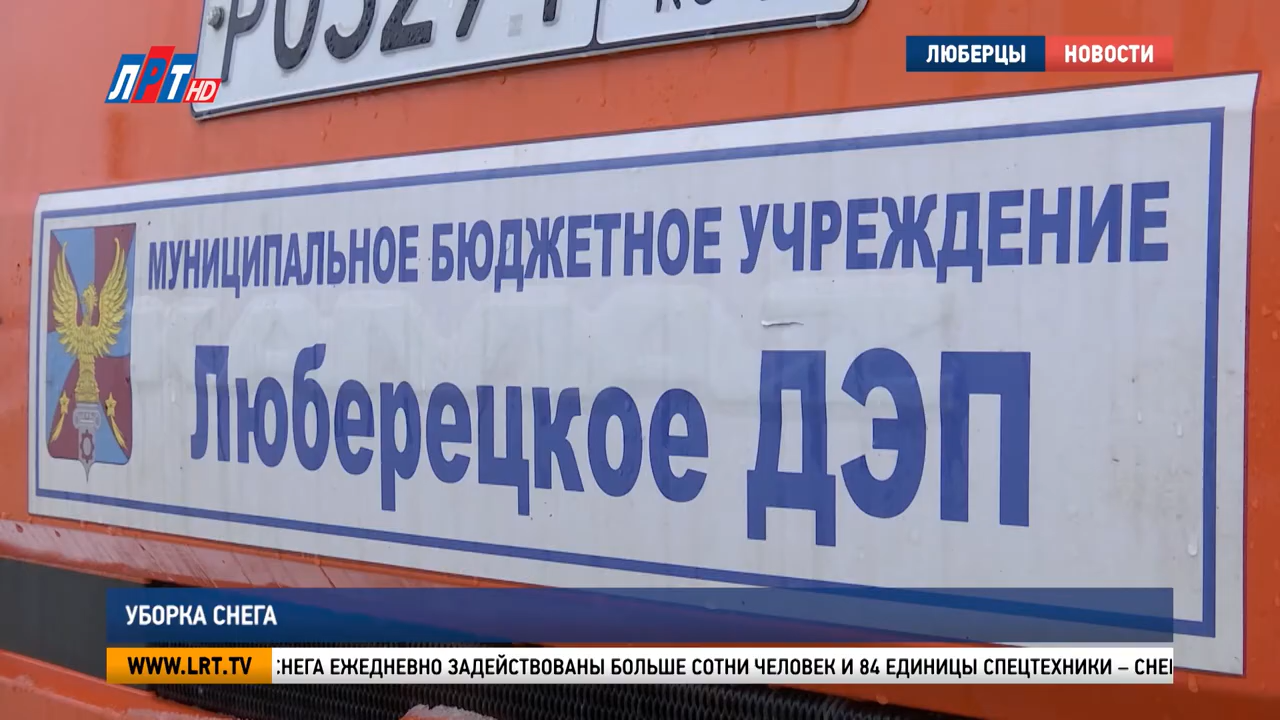 ЛРТ HD
ЛЮБЕРЦЫ НОВОСТИ
МУНИЦИПАЛЬНОЕ БЮДЖЕТНОЕ УЧРЕЖДЕНИЕ
Люберецкое ДЭП
УБОРКА СНЕГА
WWW.LRT.TV
ЕЖЕДНЕВНО ЗАДЕЙСТВОВАНЫ БОЛЬШЕ СОТНИ ЧЕЛОВЕК И 84 ЕДИНИЦЫ СПЕЦТЕХНИКИ –